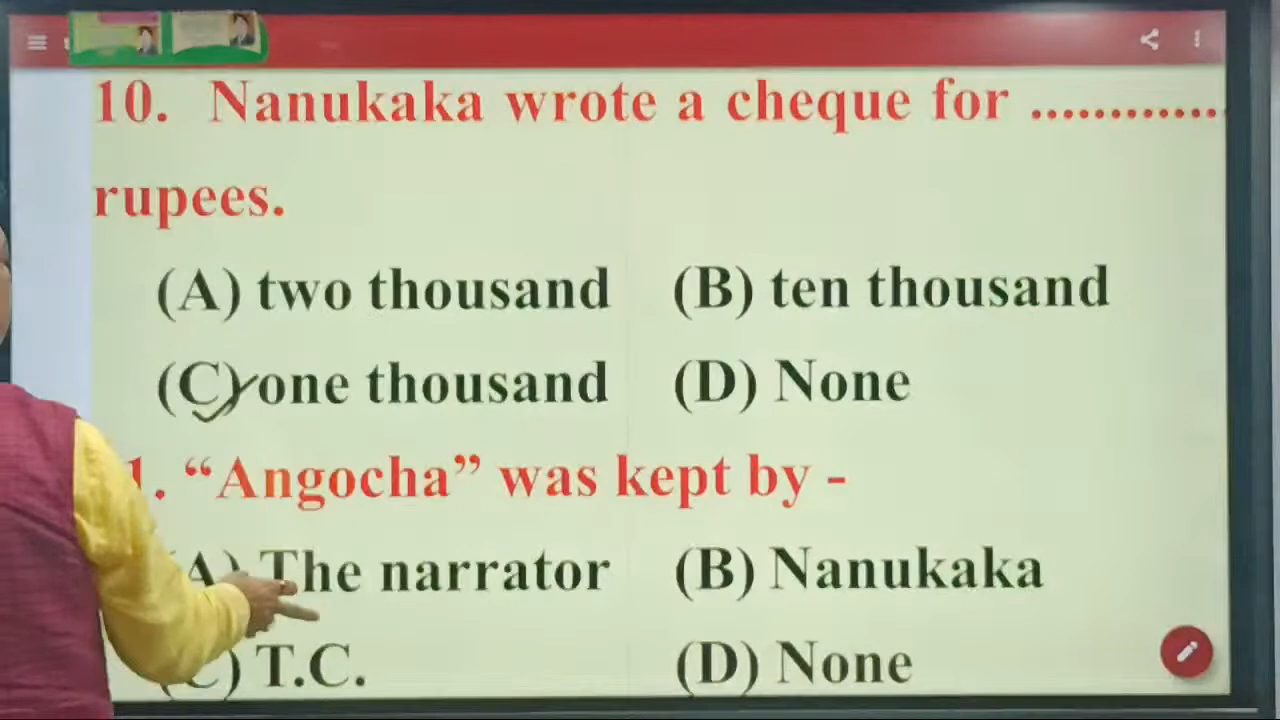 10. Nanukaka wrote a cheque for ............
rupees.
(A) two thousand (B) ten thousand
(C) one thousand (D) None
1. “Angocha” was kept by -
A) The narrator (B) Nanukaka
C) T.C. (D) None